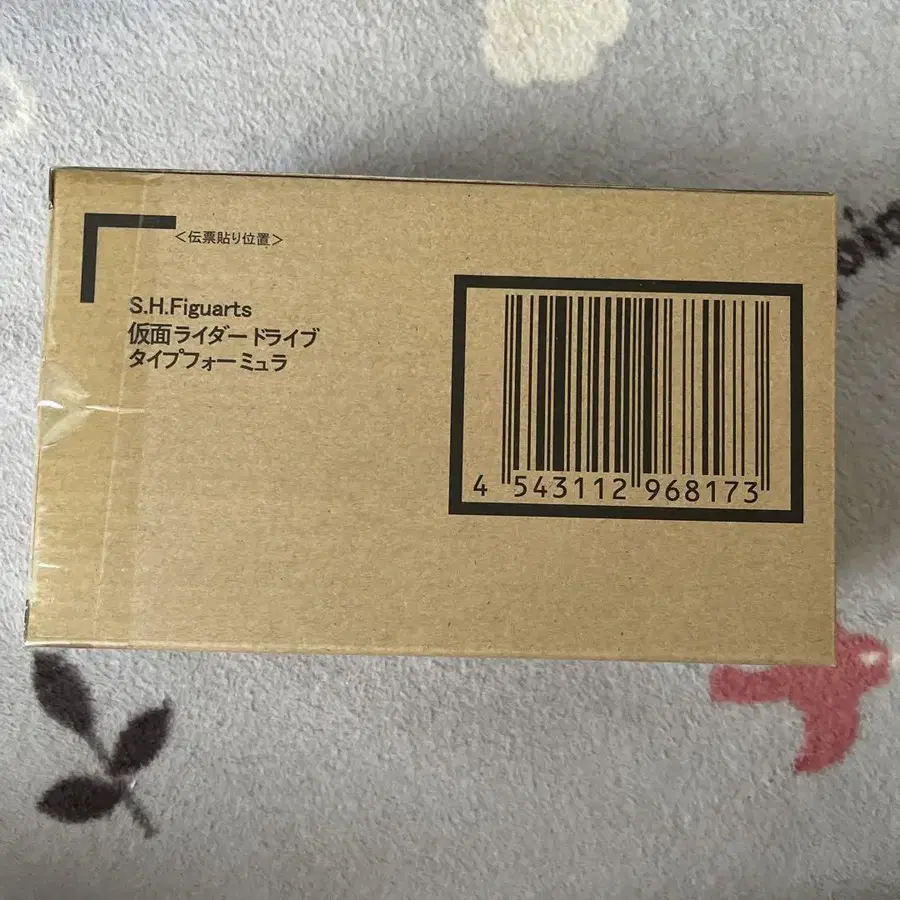 <伝票貼り位置>
S.H.Figuarts
仮面ライダードライブ
タイプフォーミュラ
4 543112 968173